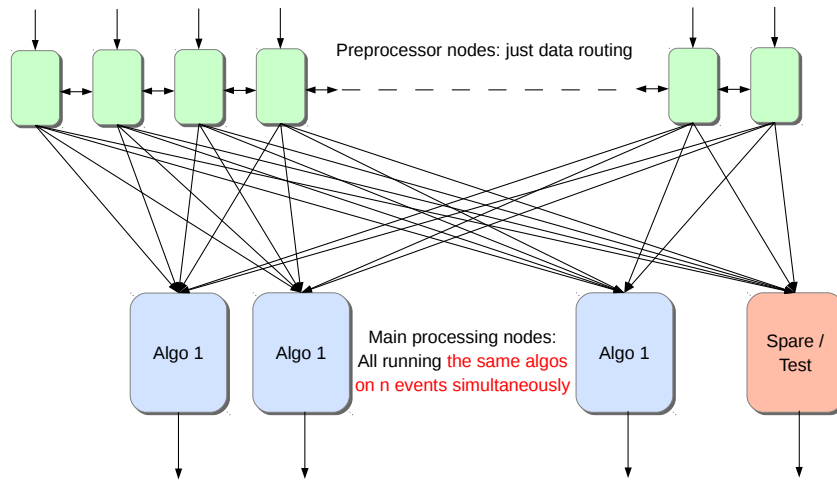 Preprocessor nodes: just data routing
Algo 1
Algo 1
Main processing nodes:
All running the same algos
on n events simultaneously
Algo 1
Spare /
Test